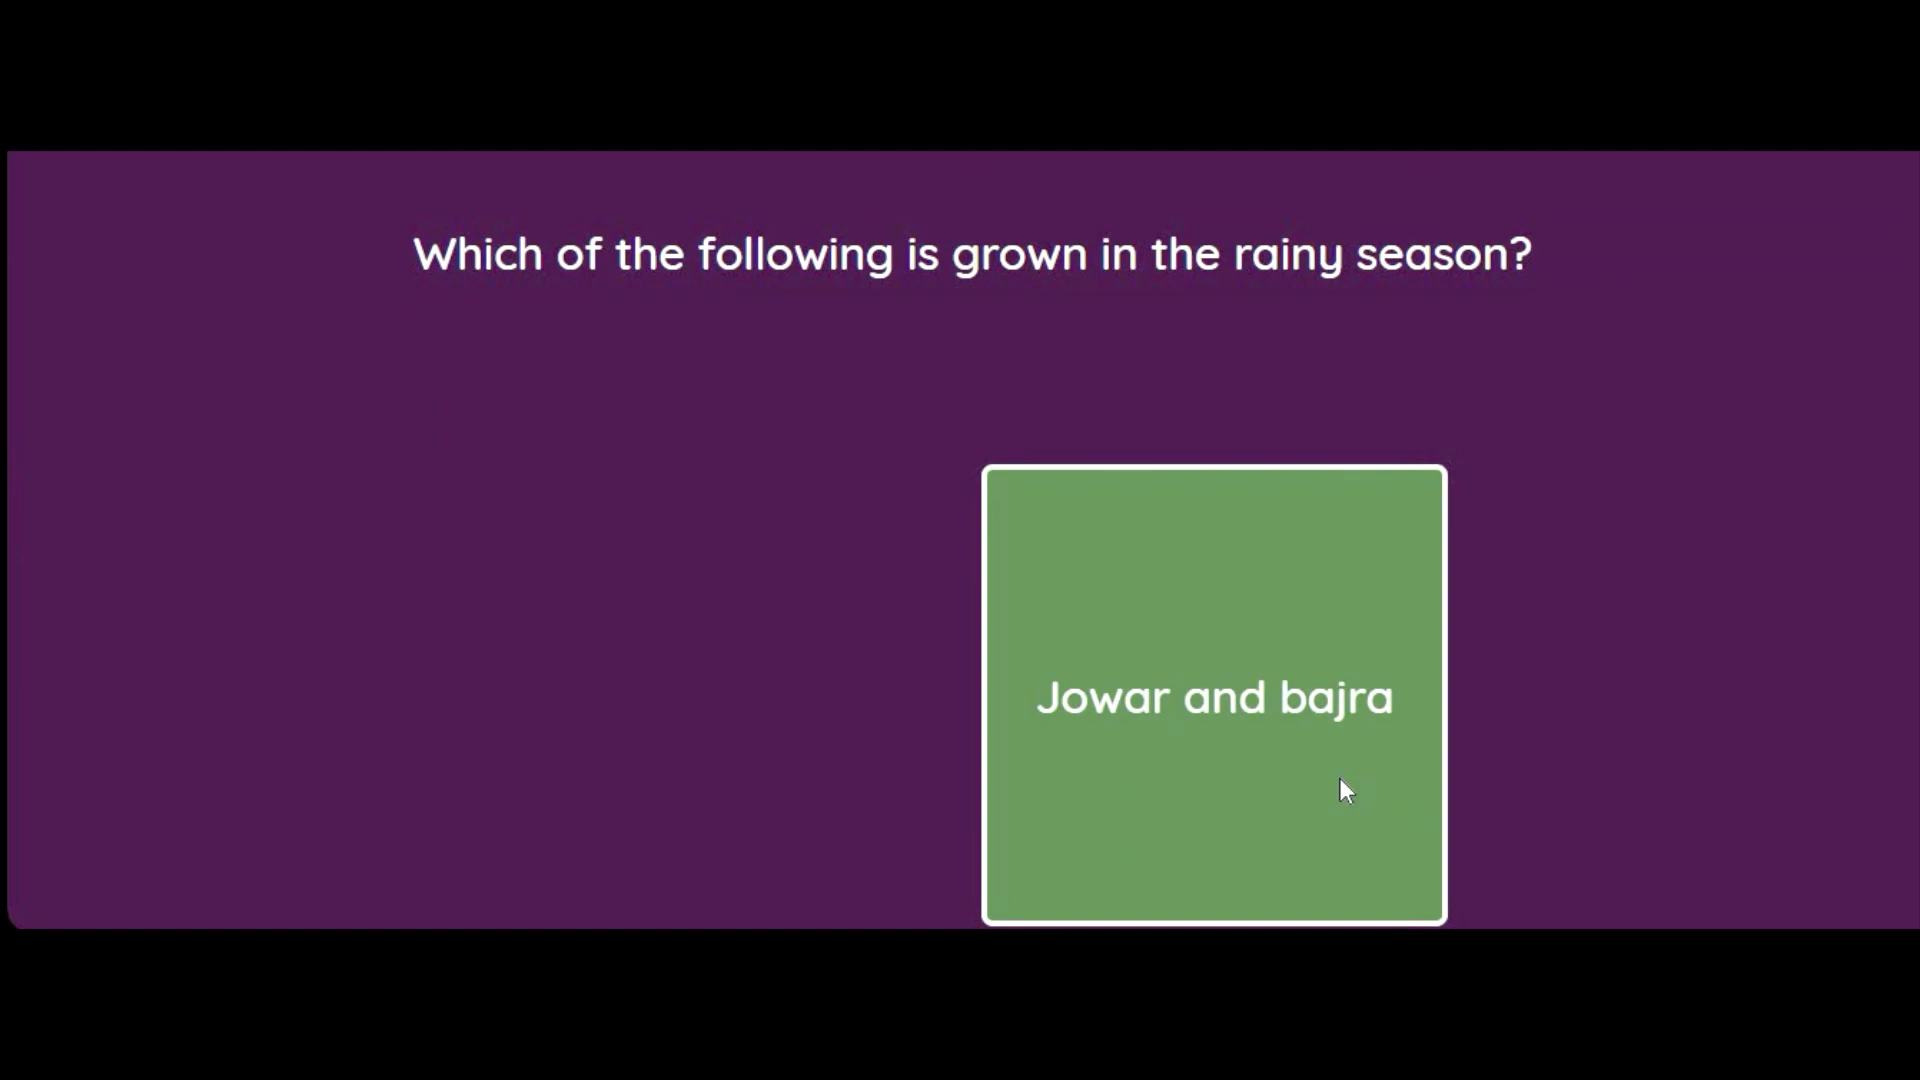 Which of the following is grown in the rainy season?
Jowar and bajra